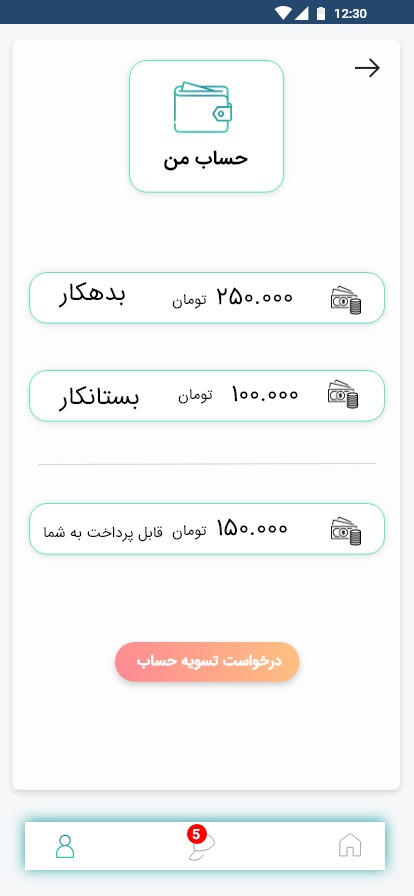 12:30
حساب من
۲۵۰.۰۰۰ تومان بدهکار
۱۰۰.۰۰۰ تومان بستانکار
۱۵۰.۰۰۰ تومان قابل پرداخت به شما
درخواست تسویه حساب
5